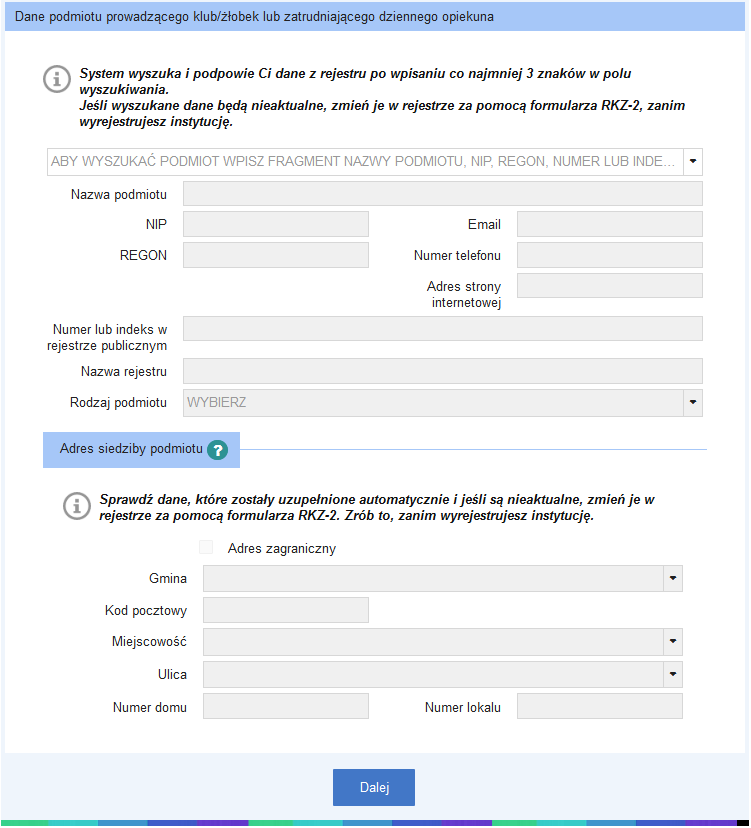 Dane podmiotu prowadzącego klub/żłobek lub zatrudniającego dziennego opiekuna
System wyszuka i podpowie Ci dane z rejestru po wpisaniu co najmniej 3 znaków w polu
wyszukiwania.
Jeśli wyszukane dane będą nieaktualne, zmień je w rejestrze za pomocą formularza RKZ-2, zanim
wyrejestrujesz instytucję.
ABY WYSZUKAĆ PODMIOT WPISZ FRAGMENT NAZWY PODMIOTU, NIP, REGON, NUMER LUB INDE...
Nazwa podmiotu
NIP
Email
REGON
Numer telefonu
Adres strony
internetowej
Numer lub indeks w
rejestrze publicznym
Nazwa rejestru
Rodzaj podmiotu
WYBIERZ
Adres siedziby podmiotu ?
Sprawdź dane, które zostały uzupełnione automatycznie i jeśli są nieaktualne, zmień je w
rejestrze za pomocą formularza RKZ-2. Zrób to, zanim wyrejestrujesz instytucję.
Adres zagraniczny
Gmina
Kod pocztowy
Miejscowość
Ulica
Numer domu
Numer lokalu
Dalej